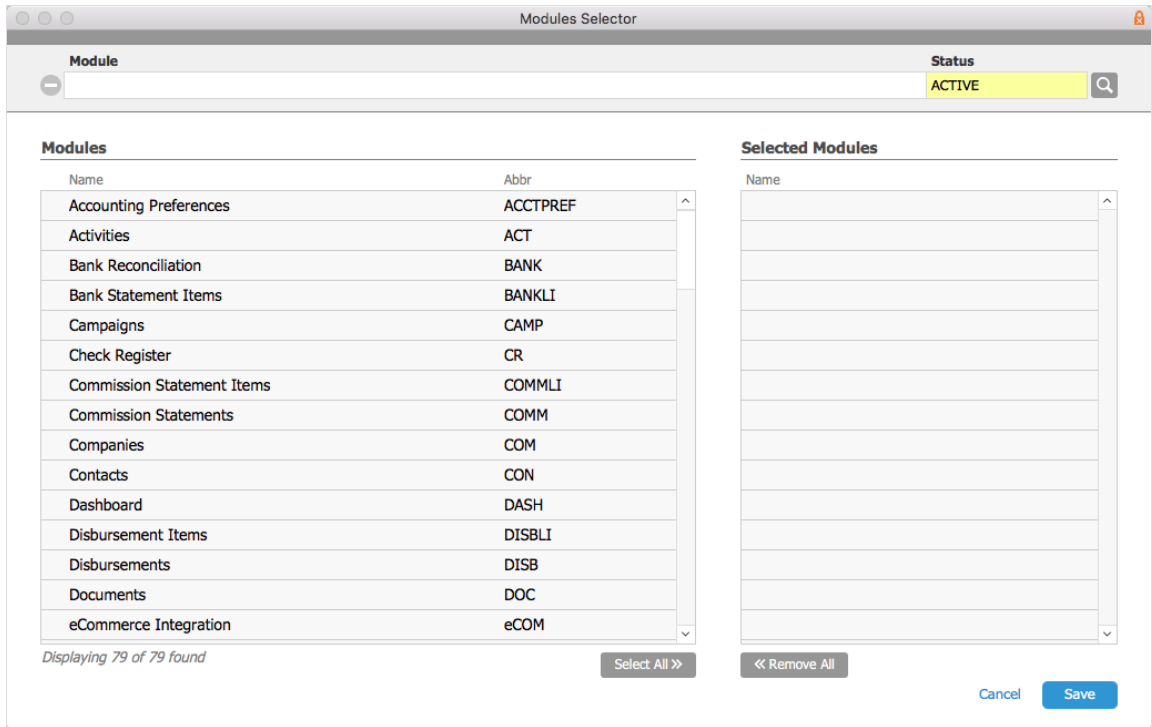 Modules Selector
Module Status
ACTIVE
Modules Selected Modules
Name Abbr Name
Accounting Preferences ACCTPREF
Activities ACT
Bank Reconciliation BANK
Bank Statement Items BANKLI
Campaigns CAMP
Check Register CR
Commission Statement Items COMMLI
Commission Statements COMM
Companies COM
Contacts CON
Dashboard DASH
Disbursement Items DISBLI
Disbursements DISB
Documents DOC
eCommerce Integration eCOM
Displaying 79 of 79 found Select All » « Remove All
Cancel Save